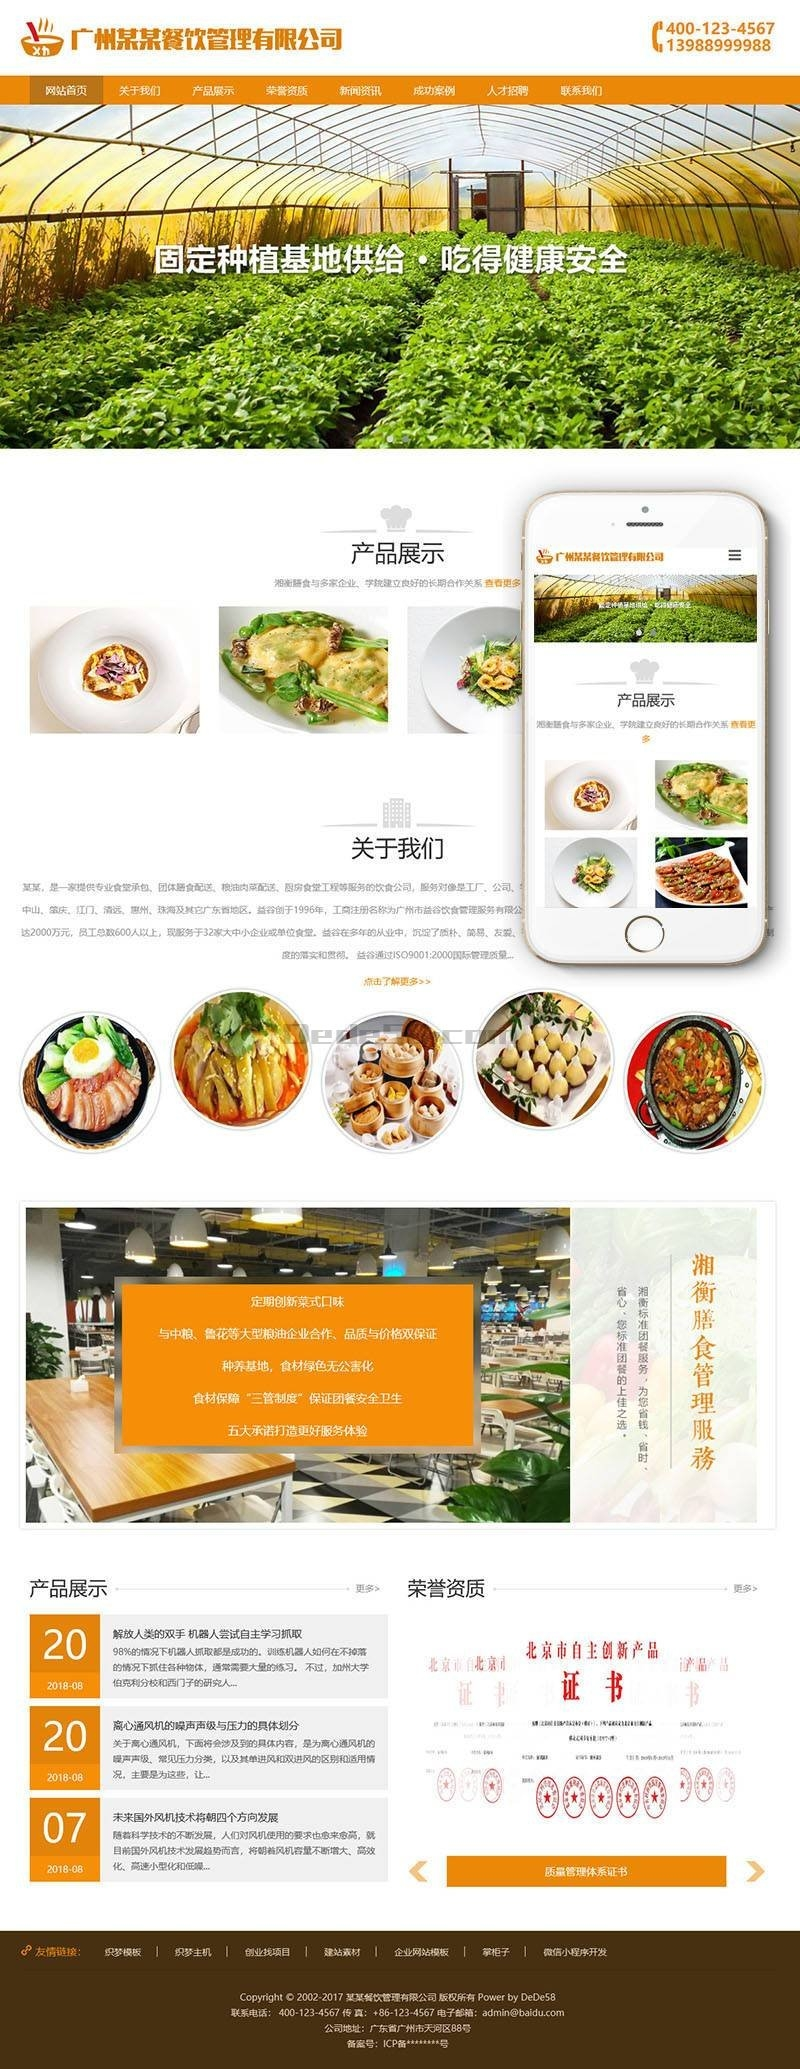 xh 广州某某餐饮管理有限公司
400-123-4567
13988999988
网站首页 关于我们 产品展示 荣誉资质 新闻资讯 成功案例 人才招聘 联系我们
固定种植基地供给・吃得健康安全
产品展示
湘衡膳食与多家企业、学院建立良好的长期合作关系 查看更多
广州某某餐饮管理有限公司
固定种植基地供给・吃得健康安全
产品展示
湘衡膳食与多家企业、学院建立良好的长期合作关系 查看更
多
关于我们
某某，是一家提供专业食堂承包、团体膳食配送、粮油肉菜配送、厨房食堂工程等服务的饮食公司，服务对像是工厂、公司、
中山、肇庆、江门、清远、惠州、珠海及其它广东省地区。益谷创于1996年，工商注册名称为广州市益谷饮食管理服务有限公
达2000万元，员工总数600人以上，现服务于32家大中小企业或单位食堂。益谷在多年的从业中，沉淀了质朴、简易、友爱、
度的落实和贯彻。 益谷通过ISO9001:2000国际管理质量...
点击了解更多>>
定期创新菜式口味
与中粮、鲁花等大型粮油企业合作、品质与价格双保证
种养基地，食材绿色无公害化
食材保障“三管制度”保证团餐安全卫生
五大承诺打造更好服务体验
湘衡膳食管理服務
湘衡标准团餐服务，为您省钱、省时、
省心、您标准团餐的上佳之选。
产品展示 更多>
20
2018-08
解放人类的双手 机器人尝试自主学习抓取
98%的情况下机器人抓取都是成功的。训练机器人如何在不掉落
的情况下抓住各种物体，通常需要大量的练习。 不过，加州大学
伯克利分校和西门子的研究人...
20
2018-08
离心通风机的噪声声级与压力的具体划分
关于离心通风机，下面将会涉及到的具体内容，是为离心通风机的
噪声声级、常见压力分类，以及其单进风和双进风的区别和适用情
况，主要是为这些，让...
07
2018-08
未来国外风机技术将朝四个方向发展
随着科学技术的不断发展，人们对风机使用的要求也愈来愈高，就
目前国外风机技术发展趋势而言，将朝着风机容量不断增大、高效
化、高速小型化和低噪...
荣誉资质 更多>
北京市自主创新产品
证 书
质量管理体系证书
友情链接： 织梦模板 | 织梦主机 | 创业找项目 | 建站素材 | 企业网站模板 | 掌柜子 | 微信小程序开发
Copyright © 2002-2017 某某餐饮管理有限公司 版权所有 Power by DeDe58
联系电话： 400-123-4567 传 真：+86-123-4567 电子邮箱：admin@baidu.com
公司地址：广东省广州市天河区88号
备案号：ICP备********号